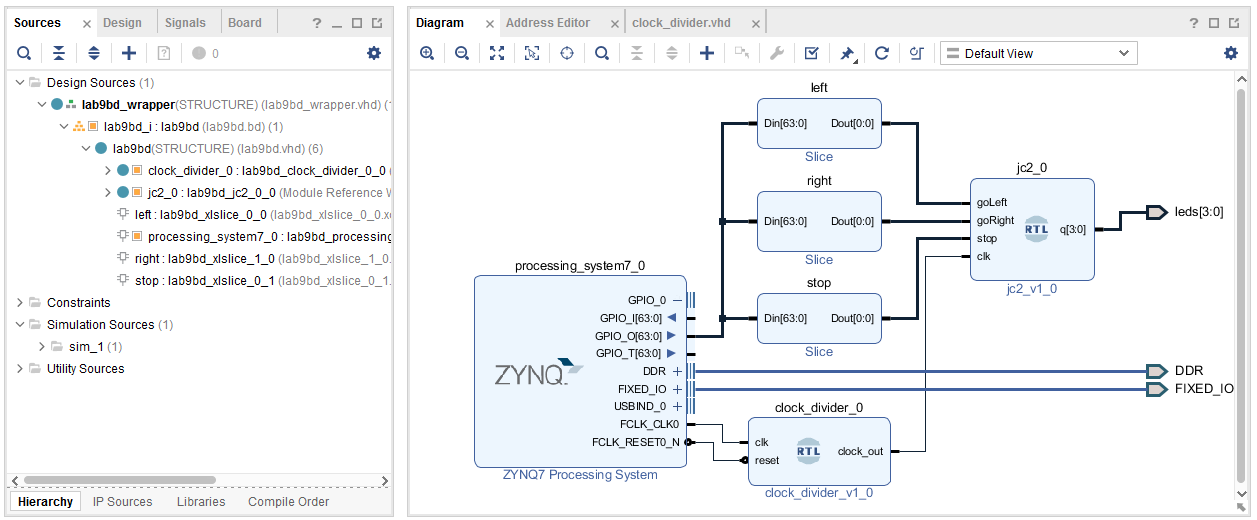 Sources
Design
Signals
Board
?
0
Design Sources (1)
lab9bd_wrapper(STRUCTURE) (lab9bd_wrapper.vhd) (1
lab9bd_i : lab9bd (lab9bd.bd) (1)
lab9bd(STRUCTURE) (lab9bd.vhd) (6)
clock_divider_0 : lab9bd_clock_divider_0_0
jc2_0 : lab9bd_jc2_0_0 (Module Reference W
left : lab9bd_xlslice_0_0 (lab9bd_xlslice_0_0.xc
processing_system7_0 : lab9bd_processing
right : lab9bd_xlslice_1_0 (lab9bd_xlslice_1_0.
stop : lab9bd_xlslice_0_1 (lab9bd_xlslice_0_1.
Constraints
Simulation Sources (1)
sim_1 (1)
Utility Sources
Hierarchy
IP Sources
Libraries
Compile Order
Diagram
Address Editor
clock_divider.vhd
?
Default View
left
Din[63:0] Dout[0:0]
Slice
right
Din[63:0] Dout[0:0]
Slice
stop
Din[63:0] Dout[0:0]
Slice
jc2_0
goLeft
goRight
stop
clk
RTL
q[3:0]
jc2_v1_0
leds[3:0]
processing_system7_0
GPIO_0
GPIO_I[63:0]
GPIO_O[63:0]
GPIO_T[63:0]
DDR
FIXED_IO
USBIND_0
FCLK_CLK0
FCLK_RESET0_N
ZYNQ
ZYNQ7 Processing System
DDR
FIXED_IO
clock_divider_0
clk
reset
RTL
clock_out
clock_divider_v1_0